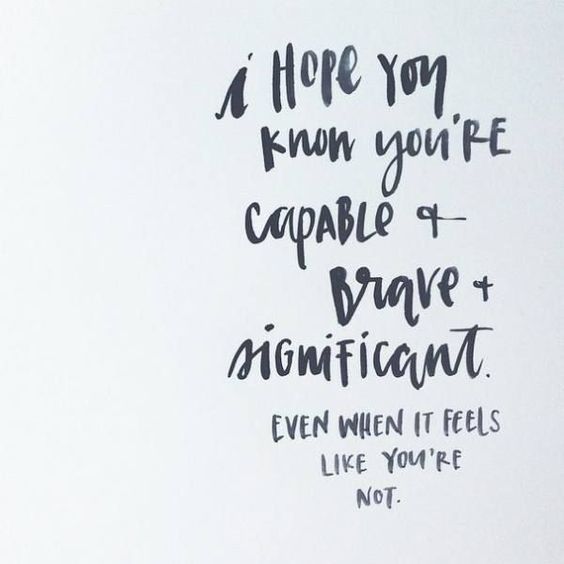 i HOPE YOU
KNOW YOU'RE
CAPABLE +
BRAVE +
SIGNIFICANT.
EVEN WHEN IT FEELS
LIKE YOU'RE
NOT.